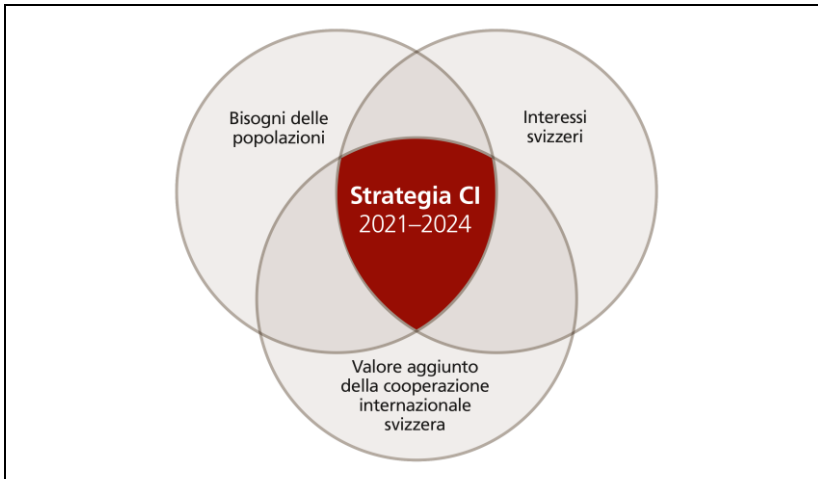 Bisogni delle
popolazioni
Interessi
svizzeri
Strategia CI
2021–2024
Valore aggiunto
della cooperazione
internazionale
svizzera